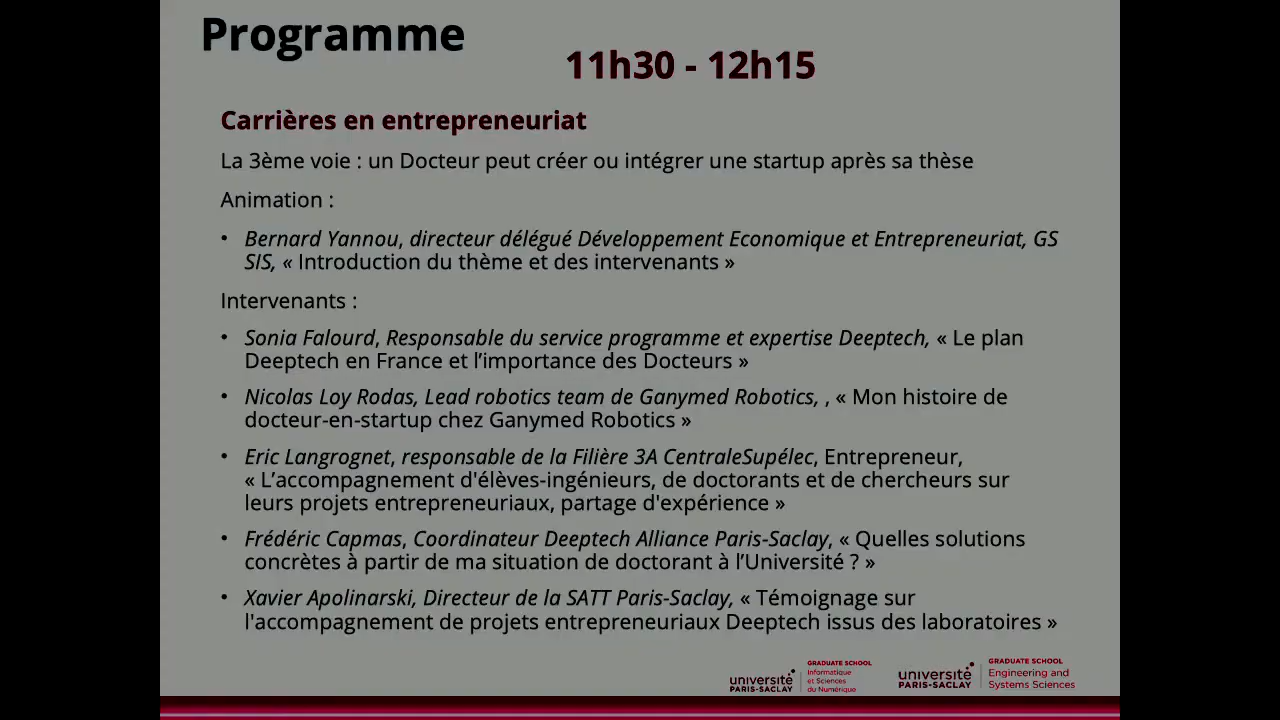 Programme
11h30 - 12h15
Carrières en entrepreneuriat
La 3ème voie : un Docteur peut créer ou intégrer une startup après sa thèse
Animation :
• Bernard Yannou, directeur délégué Développement Economique et Entrepreneuriat, GS
SIS, « Introduction du thème et des intervenants »
Intervenants :
• Sonia Falourd, Responsable du service programme et expertise Deeptech, « Le plan
Deeptech en France et l’importance des Docteurs »
• Nicolas Loy Rodas, Lead robotics team de Ganymed Robotics, , « Mon histoire de
docteur-en-startup chez Ganymed Robotics »
• Eric Langrognet, responsable de la Filière 3A CentraleSupélec, Entrepreneur,
« L’accompagnement d'élèves-ingénieurs, de doctorants et de chercheurs sur
leurs projets entrepreneuriaux, partage d'expérience »
• Frédéric Capmas, Coordinateur Deeptech Alliance Paris-Saclay, « Quelles solutions
concrètes à partir de ma situation de doctorant à l’Université ? »
• Xavier Apolinarski, Directeur de la SATT Paris-Saclay, « Témoignage sur
l'accompagnement de projets entrepreneuriaux Deeptech issus des laboratoires »
université
PARIS-SACLAY
GRADUATE SCHOOL
Informatique
et Sciences
du Numérique
université
PARIS-SACLAY
GRADUATE SCHOOL
Engineering and
Systems Sciences